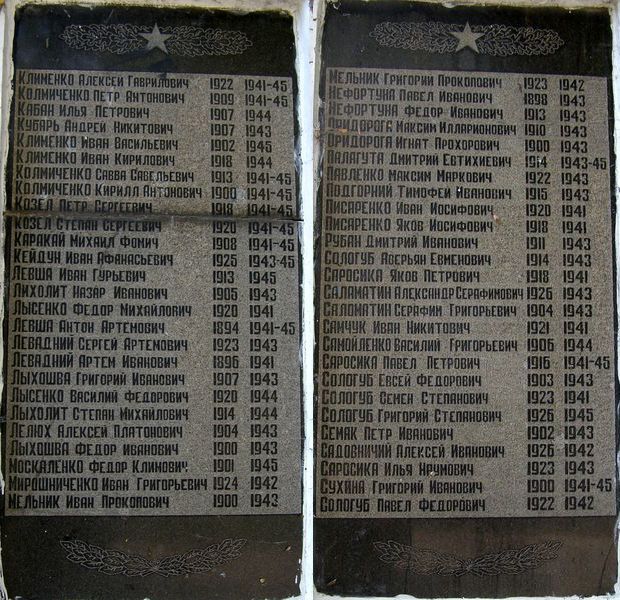 Клименко Алексей Гаврилович 1922 1941-45
Колмиченко Петр Антонович 1909 1941-45
Кабан Илья Петрович 1907 1944
Кубарь Андрей Никитович 1907 1943
Клименко Иван Васильевич 1902 1945
Клименко Иван Кирилович 1918 1944
Колмиченко Савва Савельевич 1913 1941-45
Колмиченко Кирилл Антонович 1900 1941-45
Козел Петр Сергеевич 1918 1941-45
Козел Степан Сергеевич 1920 1941-45
Каракай Михаил Фомич 1908 1941-45
Кейдун Иван Афанасьевич 1925 1943-45
Левша Иван Гурьевич 1913 1945
Лихолит Назар Иванович 1905 1943
Лысенко Федор Михайлович 1920 1941
Левша Антон Артемович 1894 1941-45
Левадний Сергей Артемович 1923 1943
Левадний Артем Иванович 1896 1941
Лыхошва Григорий Иванович 1907 1943
Лысенко Василий Федорович 1920 1944
Лыхолит Степан Михайлович 1914 1944
Лелюх Алексей Платонович 1904 1943
Лыхошва Федор Иванович 1900 1943
Москаленко Федор Климович 1901 1945
Мирошниченко Иван Григорьевич 1924 1942
Мельник Иван Прокопович 1900 1943
Мельник Григорий Прокопович 1923 1942
Нефортуна Павел Иванович 1898 1943
Нефортуна Федор Иванович 1913 1943
Придорога Максим Илларионович 1910 1943
Придорога Игнат Прохорович 1900 1943
Палагута Дмитрий Евтихиевич 1914 1943-45
Павленко Максим Маркович 1922 1943
Подгорний Тимофей Иванович 1915 1943
Писаренко Иван Иосифович 1920 1941
Писаренко Яков Иосифович 1918 1941
Рубан Дмитрий Иванович 1911 1943
Сологуб Аверьян Евменович 1914 1943
Саросика Яков Петрович 1918 1941
Саламатин Александр Серафимович 1926 1943
Саломатин Серафим Григорьевич 1904 1943
Самчук Иван Никитович 1921 1941
Самойленко Василий Григорьевич 1906 1944
Саросика Павел Петрович 1916 1941-45
Сологуб Евсей Федорович 1903 1943
Сологуб Семен Степанович 1923 1941
Сологуб Григорий Степанович 1926 1945
Семак Петр Иванович 1902 1943
Садовничий Алексей Иванович 1926 1942
Саросика Илья Наумович 1923 1943
Сухина Григорий Иванович 1900 1941-45
Сологуб Павел Федорович 1922 1942